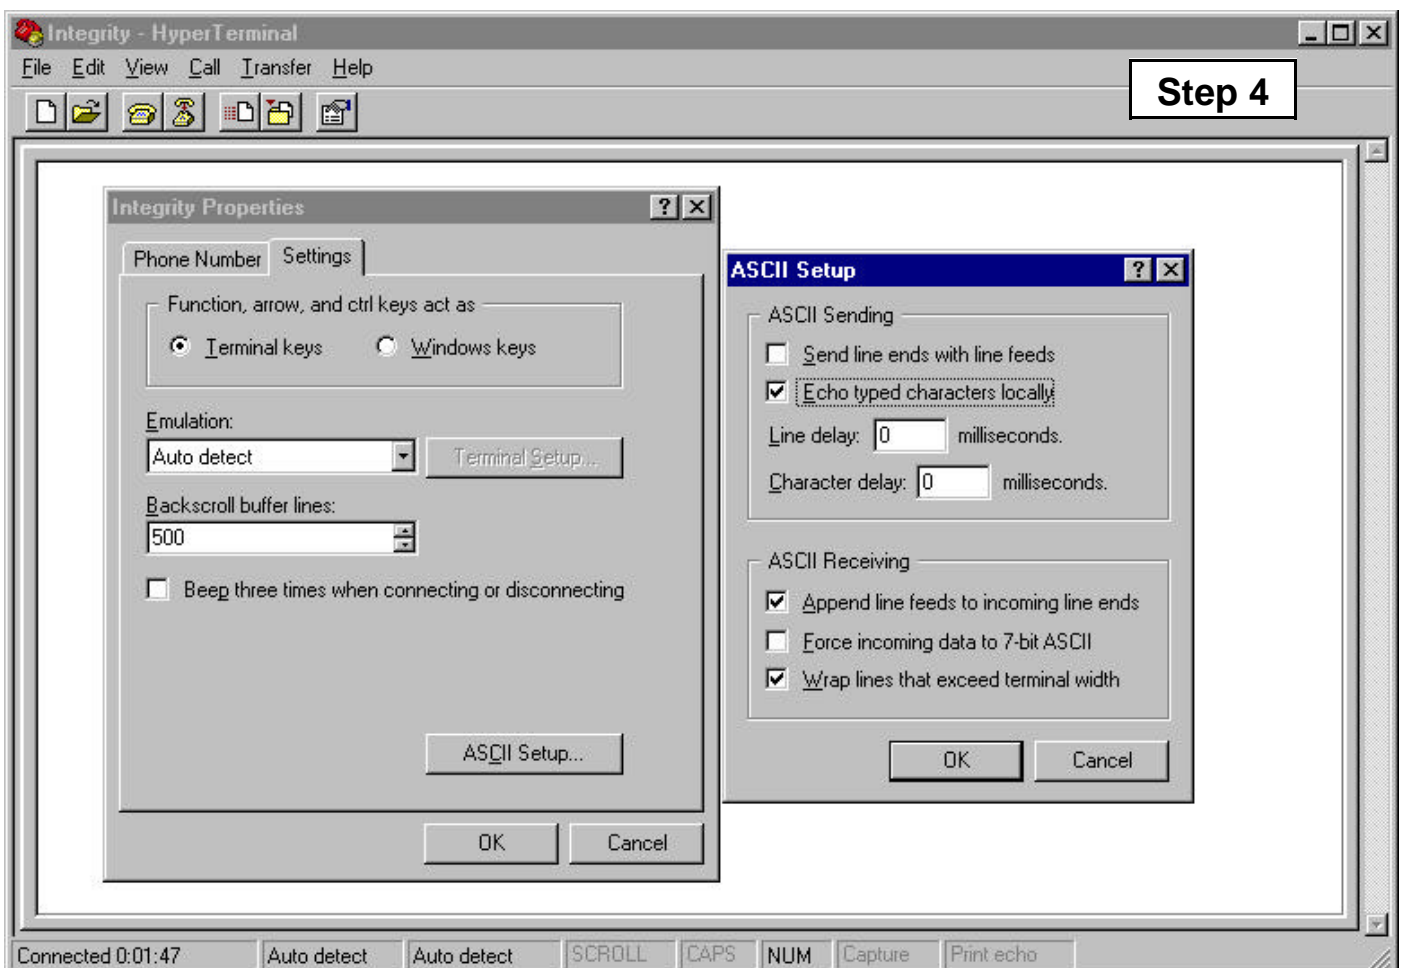 Integrity - HyperTerminal
File Edit View Call Transfer Help
Step 4
Integrity Properties
Phone Number Settings
Function, arrow, and ctrl keys act as
Terminal keys Windows keys
Emulation:
Auto detect Terminal Setup...
Backscroll buffer lines:
500
Beep three times when connecting or disconnecting
ASCII Setup...
OK Cancel
ASCII Setup
ASCII Sending
Send line ends with line feeds
Echo typed characters locally
Line delay: 0 milliseconds.
Character delay: 0 milliseconds.
ASCII Receiving
Append line feeds to incoming line ends
Force incoming data to 7-bit ASCII
Wrap lines that exceed terminal width
OK Cancel
Connected 0:01:47 Auto detect Auto detect SCROLL CAPS NUM Capture Print echo